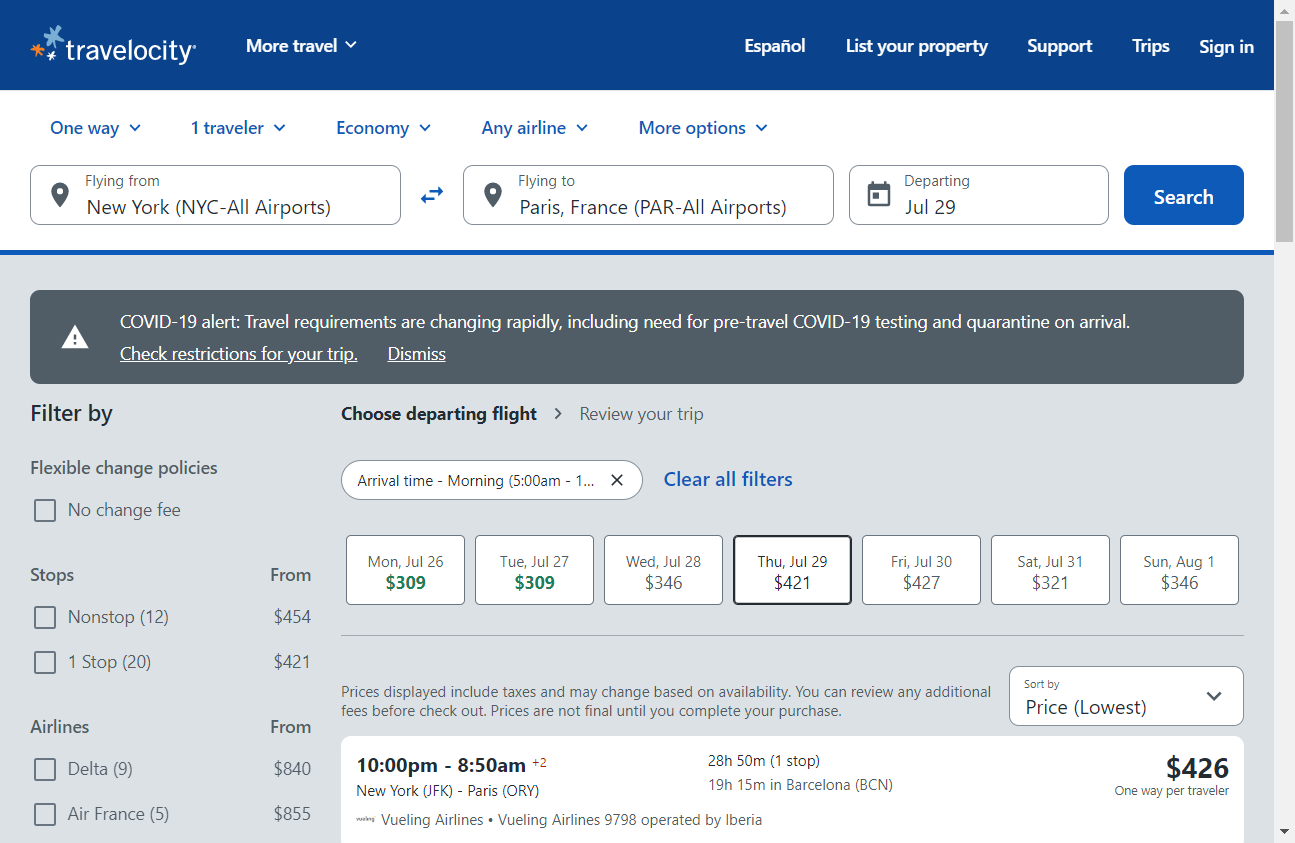 travelocity
More travel
Español
List your property
Support
Trips
Sign in
One way
1 traveler
Economy
Any airline
More options
Flying from
New York (NYC-All Airports)
Flying to
Paris, France (PAR-All Airports)
Departing
Jul 29
Search
COVID-19 alert: Travel requirements are changing rapidly, including need for pre-travel COVID-19 testing and quarantine on arrival.
Check restrictions for your trip. Dismiss
Filter by
Flexible change policies
No change fee
Stops From
Nonstop (12) $454
1 Stop (20) $421
Airlines From
Delta (9) $840
Air France (5) $855
Choose departing flight
Review your trip
Arrival time - Morning (5:00am - 1...
Clear all filters
Mon, Jul 26
$309
Tue, Jul 27
$309
Wed, Jul 28
$346
Thu, Jul 29
$421
Fri, Jul 30
$427
Sat, Jul 31
$321
Sun, Aug 1
$346
Prices displayed include taxes and may change based on availability. You can review any additional
fees before check out. Prices are not final until you complete your purchase.
Sort by
Price (Lowest)
10:00pm - 8:50am +2
New York (JFK) - Paris (ORY)
28h 50m (1 stop)
19h 15m in Barcelona (BCN)
$426
One way per traveler
vueling
Vueling Airlines • Vueling Airlines 9798 operated by Iberia